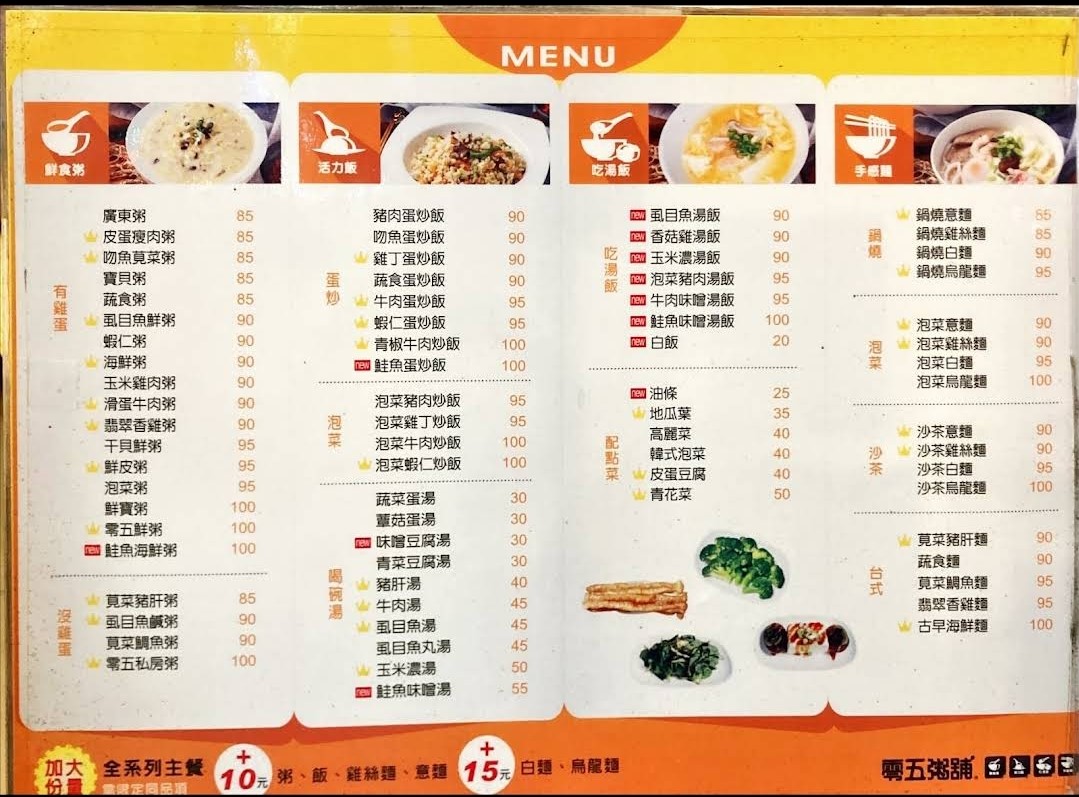 MENU
鮮食粥
有雞蛋
廣東粥 85
皮蛋瘦肉粥 85
吻魚莧菜粥 85
寶貝粥 85
蔬食粥 85
虱目魚鮮粥 90
蝦仁粥 90
海鮮粥 90
玉米雞肉粥 90
滑蛋牛肉粥 90
翡翠香雞粥 90
干貝鮮粥 95
鮮皮粥 95
泡菜粥 95
鮮寶粥 100
零五鮮粥 100
new 鮭魚海鮮粥 100
沒雞蛋
莧菜豬肝粥 85
虱目魚鹹粥 90
莧菜鯛魚粥 90
零五私房粥 100
活力飯
蛋炒
豬肉蛋炒飯 90
吻魚蛋炒飯 90
雞丁蛋炒飯 90
蔬食蛋炒飯 90
牛肉蛋炒飯 95
蝦仁蛋炒飯 95
青椒牛肉炒飯 100
new 鮭魚蛋炒飯 100
泡菜
泡菜豬肉炒飯 95
泡菜雞丁炒飯 95
泡菜牛肉炒飯 100
泡菜蝦仁炒飯 100
喝碗湯
蔬菜蛋湯 30
蕈菇蛋湯 30
new 味噌豆腐湯 30
青菜豆腐湯 30
豬肝湯 40
牛肉湯 45
虱目魚湯 45
虱目魚丸湯 45
玉米濃湯 50
new 鮭魚味噌湯 55
吃湯飯
吃湯飯
new 虱目魚湯飯 90
new 香菇雞湯飯 90
new 玉米濃湯飯 90
new 泡菜豬肉湯飯 95
new 牛肉味噌湯飯 95
new 鮭魚味噌湯飯 100
new 白飯 20
配點菜
new 油條 25
地瓜葉 35
高麗菜 40
韓式泡菜 40
皮蛋豆腐 40
青花菜 50
手感麵
鍋燒
鍋燒意麵 85
鍋燒雞絲麵 85
鍋燒白麵 90
鍋燒烏龍麵 95
泡菜
泡菜意麵 90
泡菜雞絲麵 90
泡菜白麵 95
泡菜烏龍麵 100
沙茶
沙茶意麵 90
沙茶雞絲麵 90
沙茶白麵 95
沙茶烏龍麵 100
台式
莧菜豬肝麵 90
蔬食麵 90
莧菜鯛魚麵 95
翡翠香雞麵 95
古早海鮮麵 100
加大份量 全系列主餐 +10元 粥、飯、雞絲麵、意麵 +15元 白麵、烏龍麵
零五粥舖